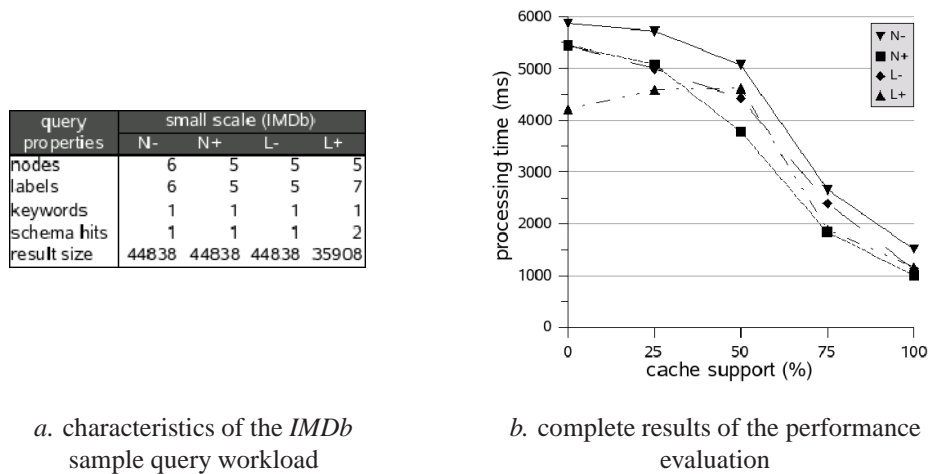 query properties small scale (IMDb)
N- N+ L- L+
nodes 6 5 5 5
labels 6 5 5 7
keywords 1 1 1 1
schema hits 1 1 1 2
result size 44838 44838 44838 35908
a. characteristics of the IMDb
sample query workload
6000
5000
4000
3000
2000
1000
0
processing time (ms)
0 25 50 75 100
cache support (%)
N-
N+
L-
L+
b. complete results of the performance
evaluation